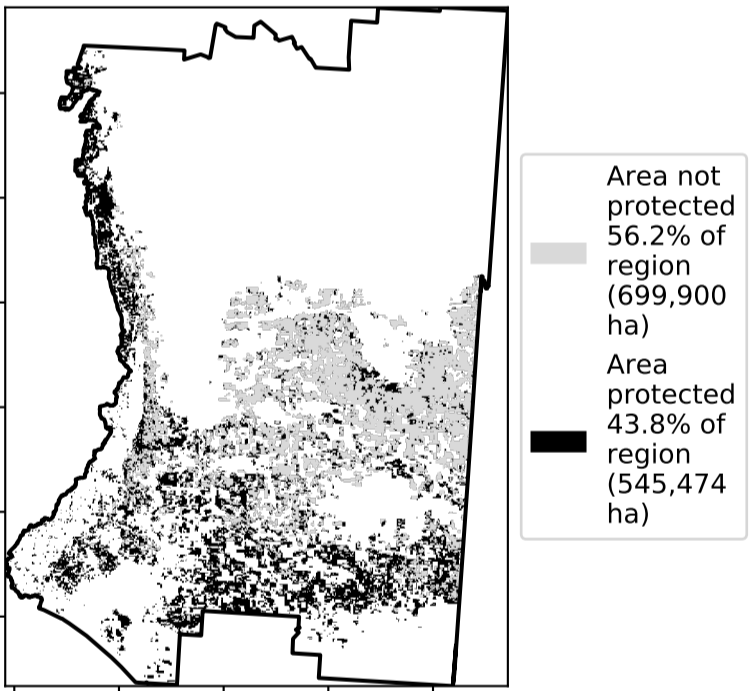 Area not
protected
56.2% of
region
(699,900
ha)
Area
protected
43.8% of
region
(545,474
ha)